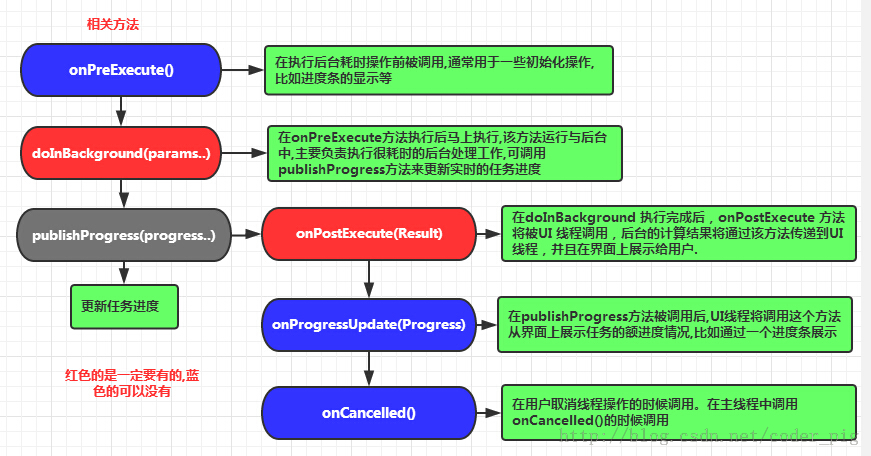 相关方法
onPreExecute()
在执行后台耗时操作前被调用,通常用于一些初始化操作,
比如进度条的显示等
doInBackground(params..)
在onPreExecute方法执行后马上执行,该方法运行与后台
中,主要负责执行很耗时的后台处理工作,可调用
publishProgress方法来更新实时的任务进度
publishProgress(progress..)
更新任务进度
onPostExecute(Result)
在doInBackground 执行完成后，onPostExecute 方法
将被UI 线程调用，后台的计算结果将通过该方法传递到UI
线程，并且在界面上展示给用户.
onProgressUpdate(Progress)
在publishProgress方法被调用后,UI线程将调用这个方法
从界面上展示任务的额进度情况,比如通过一个进度条展示
onCancelled()
在用户取消线程操作的时候调用。在主线程中调用
onCancelled()的时候调用
红色的是一定要有的,蓝
色的可以没有
http://blog.csdn.net/coder_pig